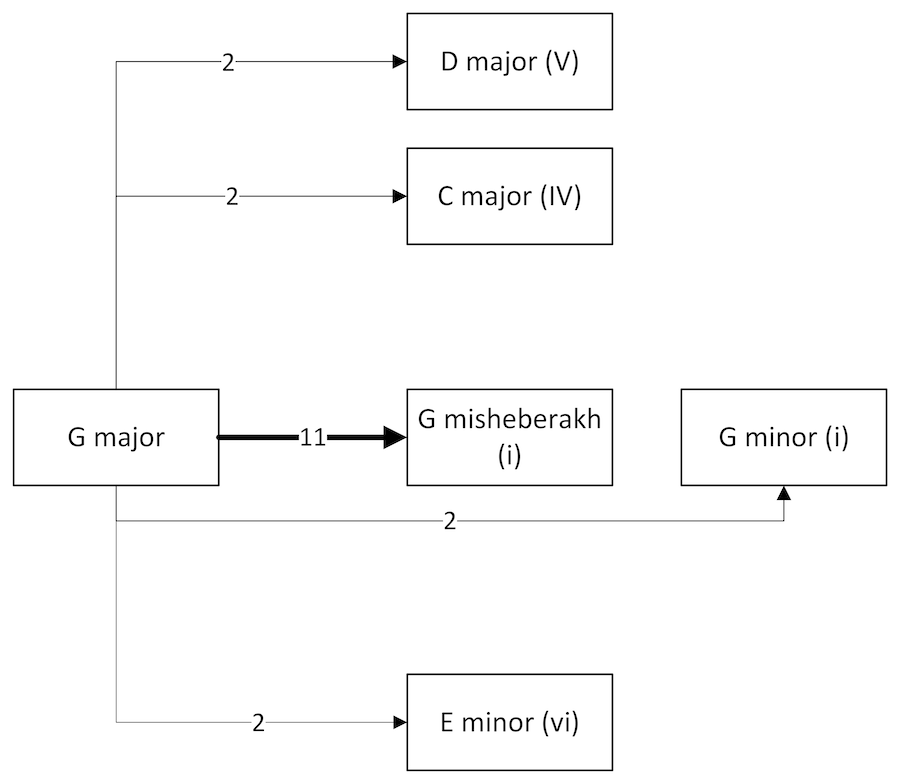 2
D major (V)
2
C major (IV)
G major
11
G misheberakh
(i)
G minor (i)
2
2
E minor (vi)